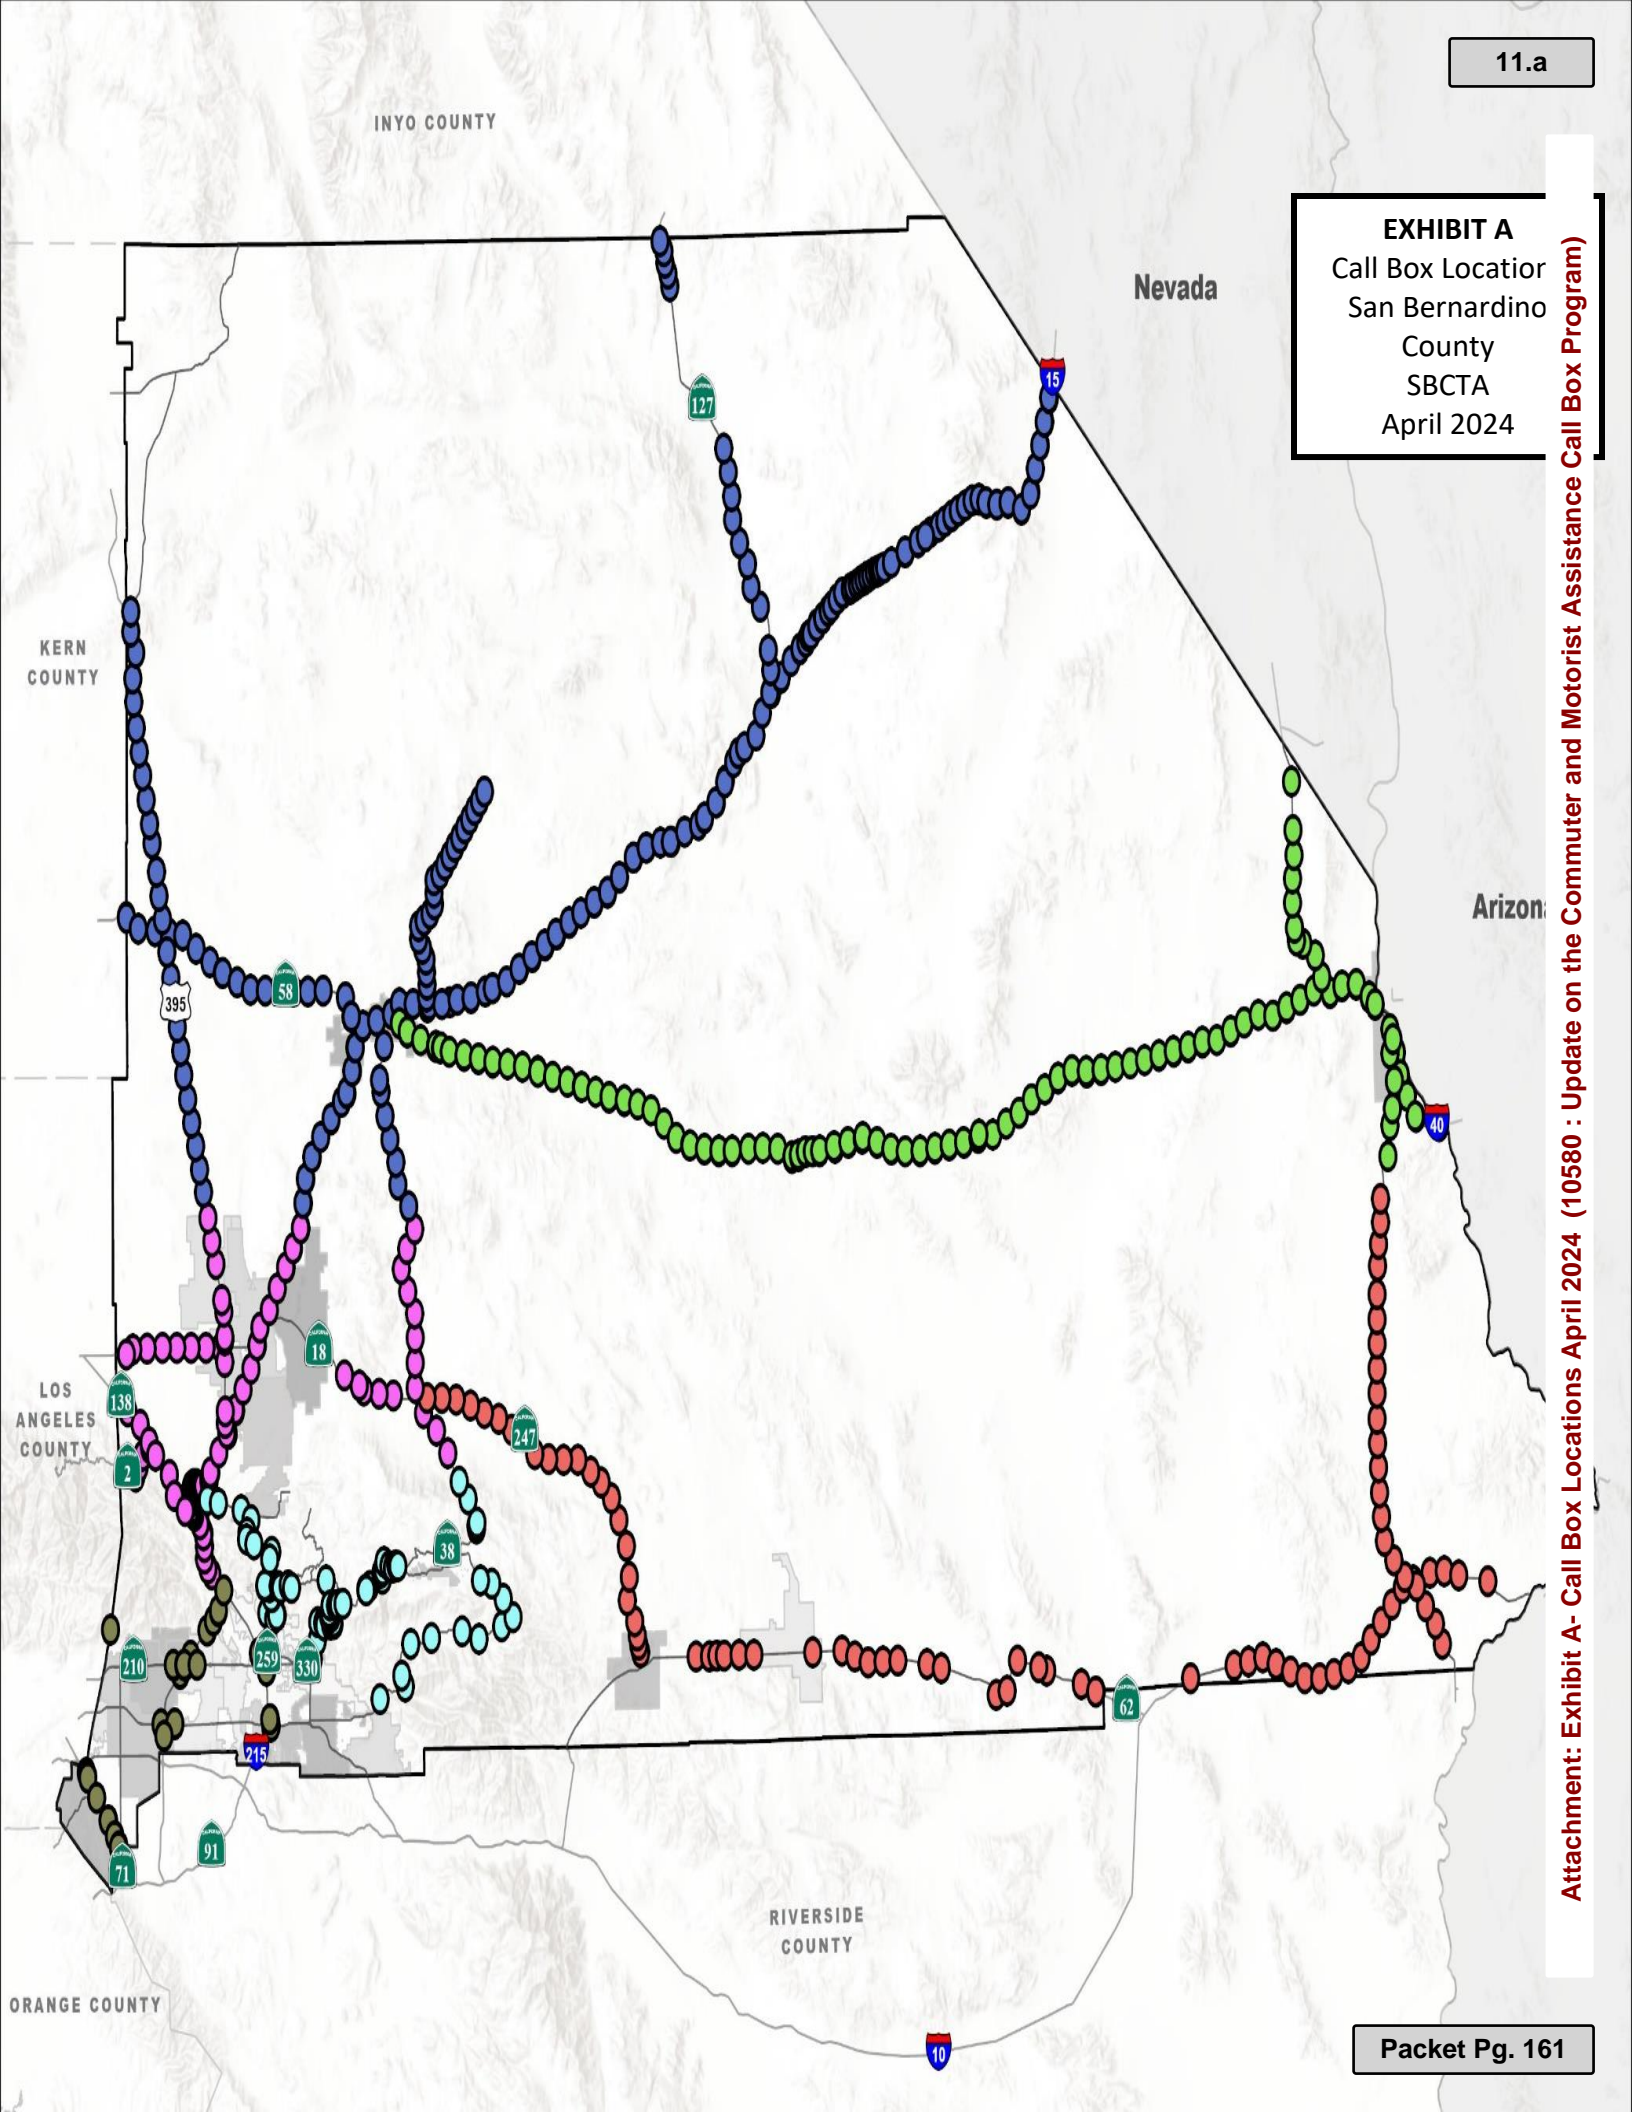 11.a
INYO COUNTY
EXHIBIT A
Call Box Location
San Bernardino
County
SBCTA
April 2024
Nevada
15
127
KERN
COUNTY
Arizona
58
395
40
18
138
LOS
ANGELES
COUNTY
2
247
38
210
259
330
62
215
91
71
RIVERSIDE
COUNTY
ORANGE COUNTY
10
Attachment: Exhibit A- Call Box Locations April 2024 (10580 : Update on the Commuter and Motorist Assistance Call Box Program)
Packet Pg. 161